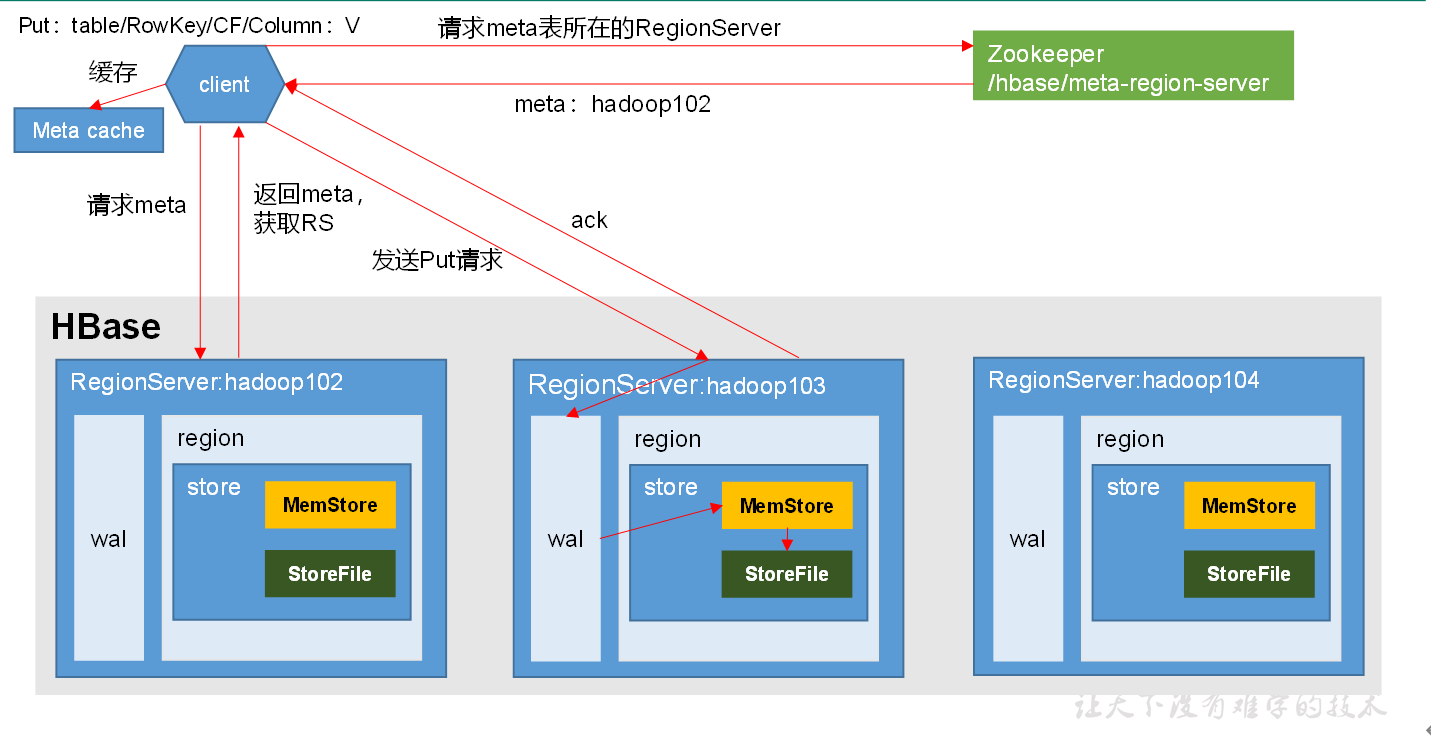 Put：table/RowKey/CF/Column：V
请求meta表所在的RegionServer
Zookeeper
/hbase/meta-region-server
缓存
client
meta：hadoop102
Meta cache
请求meta
返回meta，
获取RS
ack
发送Put请求
HBase
RegionServer:hadoop102
wal
region
store
MemStore
StoreFile
RegionServer:hadoop103
wal
region
store
MemStore
StoreFile
RegionServer:hadoop104
wal
region
store
MemStore
StoreFile
让天下没有难学的技术